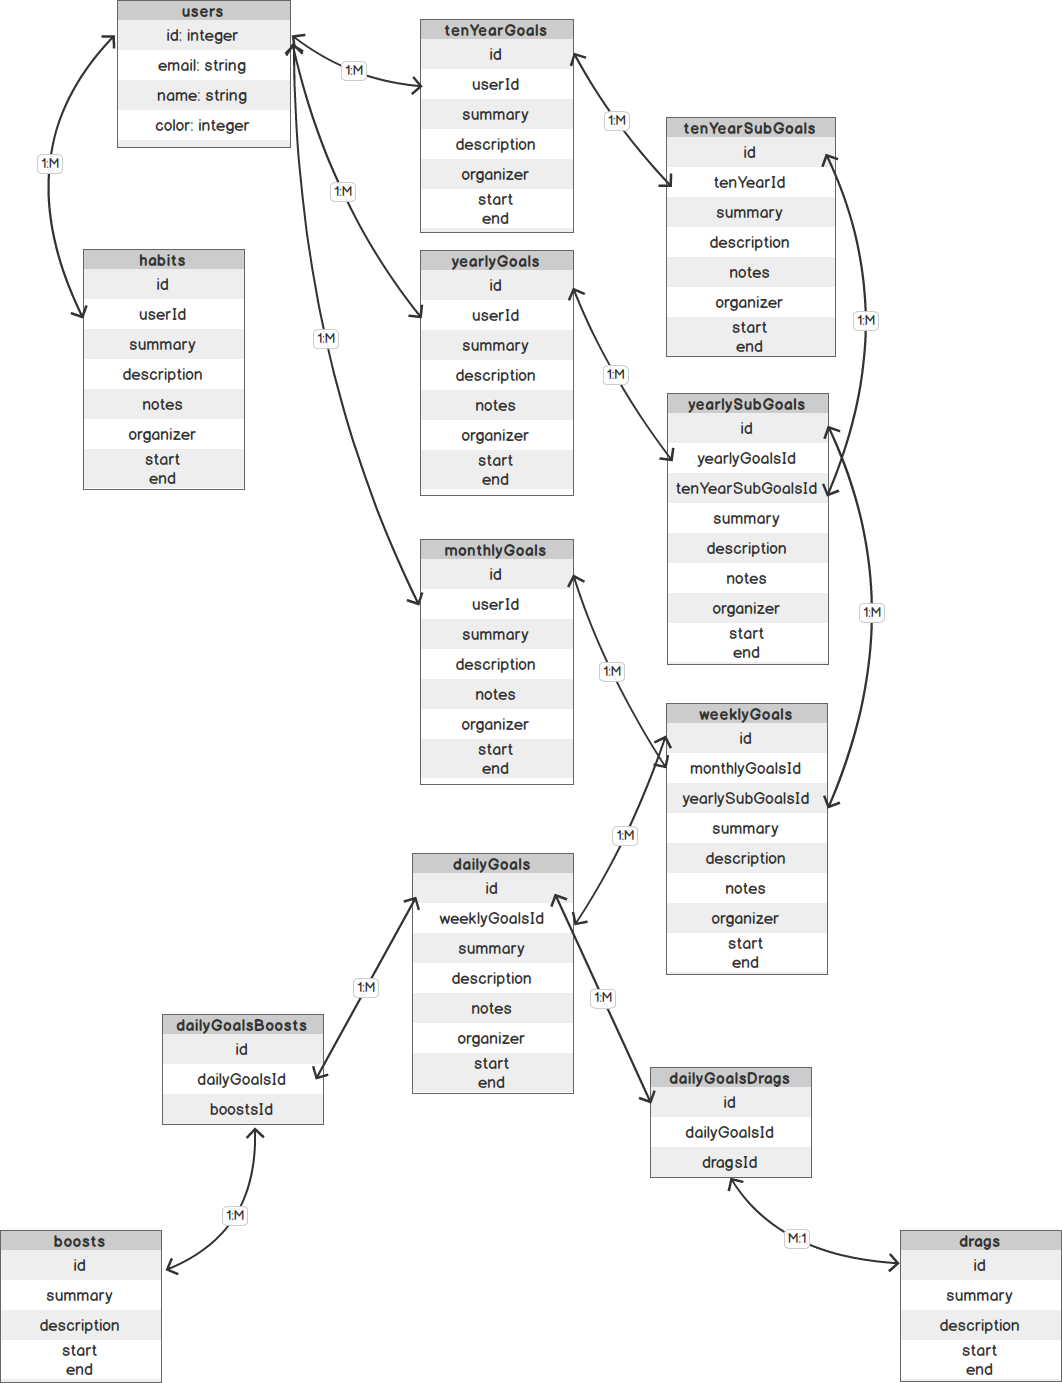 users
id: integer
email: string
name: string
color: integer
1:M
habits
id
userId
summary
description
notes
organizer
start
end
1:M
tenYearGoals
id
userId
summary
description
organizer
start
end
1:M
tenYearSubGoals
id
tenYearId
summary
description
notes
organizer
start
end
1:M
yearlyGoals
id
userId
summary
description
notes
organizer
start
end
1:M
1:M
yearlySubGoals
id
yearlyGoalsId
tenYearSubGoalsId
summary
description
notes
organizer
start
end
1:M
1:M
monthlyGoals
id
userId
summary
description
notes
organizer
start
end
1:M
1:M
weeklyGoals
id
monthlyGoalsId
yearlySubGoalsId
summary
description
notes
organizer
start
end
1:M
dailyGoals
id
weeklyGoalsId
summary
description
notes
organizer
start
end
1:M
1:M
dailyGoalsBoosts
id
dailyGoalsId
boostsId
dailyGoalsDrags
id
dailyGoalsId
dragsId
1:M
M:1
boosts
id
summary
description
start
end
drags
id
summary
description
start
end